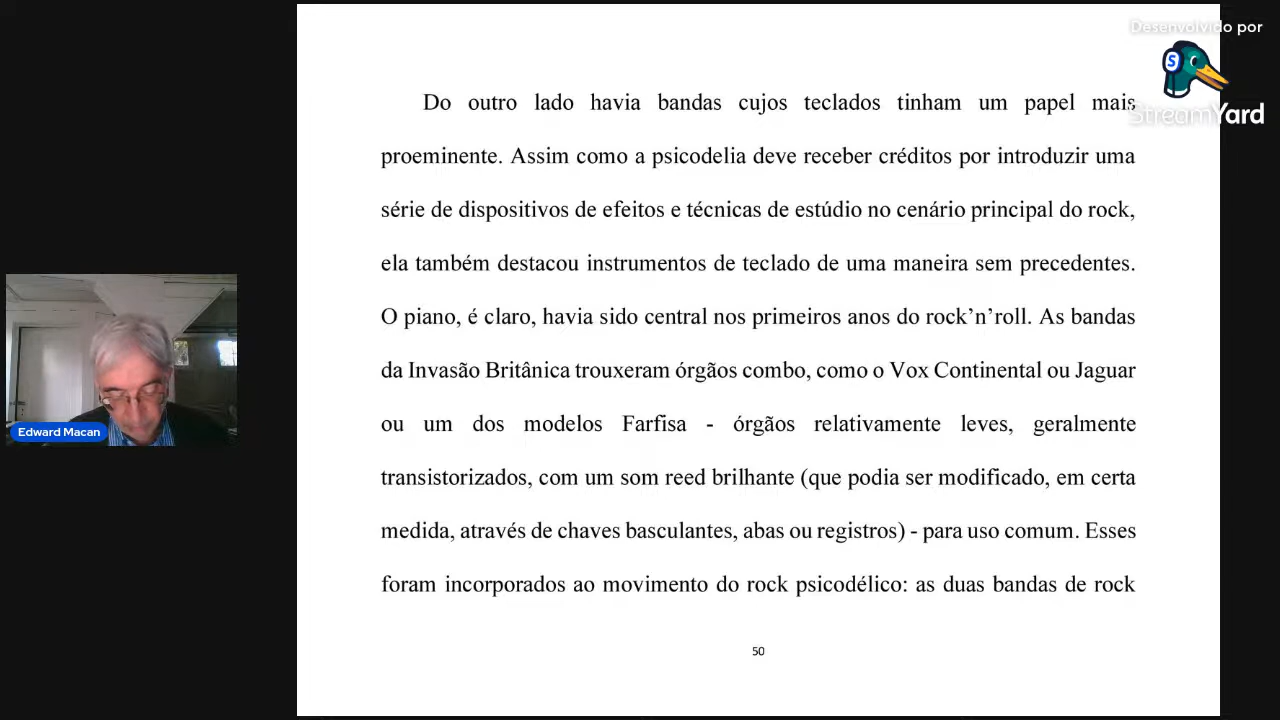 Desenvolvido por
StreamYard
Do outro lado havia bandas cujos teclados tinham um papel mais
proeminente. Assim como a psicodelia deve receber créditos por introduzir uma
série de dispositivos de efeitos e técnicas de estúdio no cenário principal do rock,
ela também destacou instrumentos de teclado de uma maneira sem precedentes.
O piano, é claro, havia sido central nos primeiros anos do rock’n’roll. As bandas
da Invasão Britânica trouxeram órgãos combo, como o Vox Continental ou Jaguar
ou um dos modelos Farfisa - órgãos relativamente leves, geralmente
transistorizados, com um som reed brilhante (que podia ser modificado, em certa
medida, através de chaves basculantes, abas ou registros) - para uso comum. Esses
foram incorporados ao movimento do rock psicodélico: as duas bandas de rock
50
Edward Macan